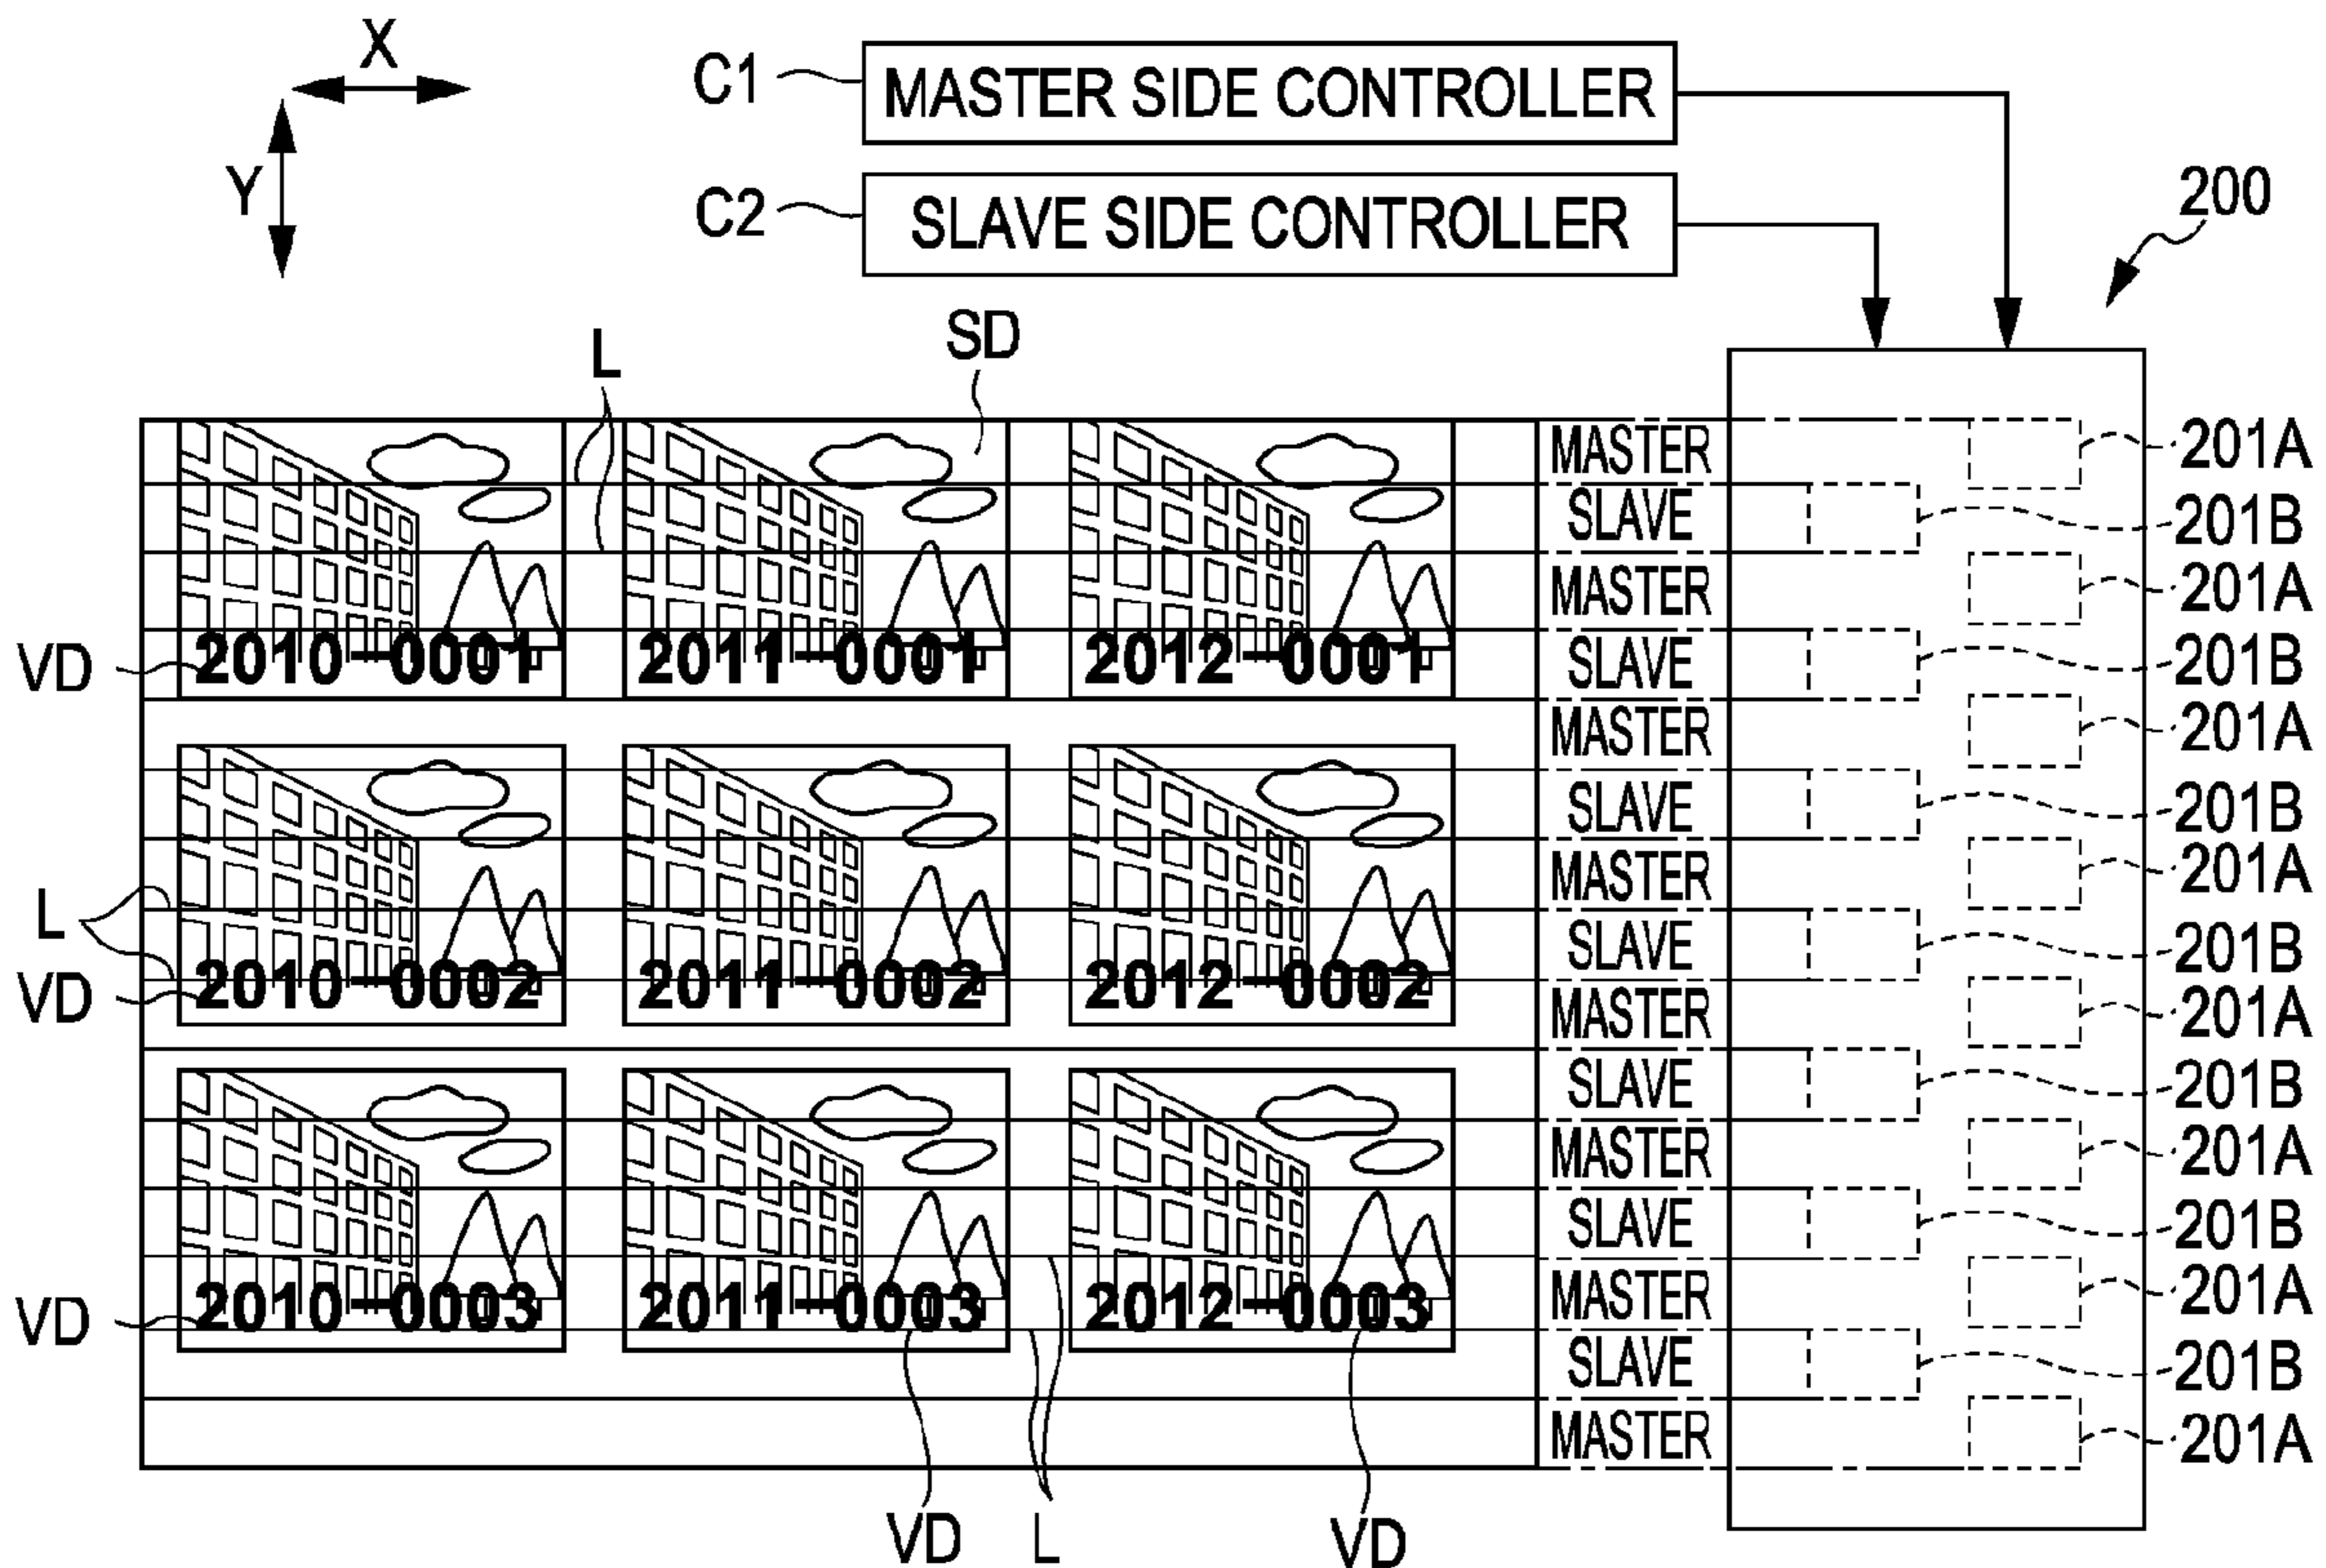 X
C1 MASTER SIDE CONTROLLER
Y
C2 SLAVE SIDE CONTROLLER
200
L
SD
MASTER 201A
SLAVE 201B
MASTER 201A
VD 2010-0001 2011-0001 2012-0001 SLAVE 201B
MASTER 201A
SLAVE 201B
MASTER 201A
L SLAVE 201B
VD 2010-0002 2011-0002 2012-0002 MASTER 201A
SLAVE 201B
MASTER 201A
SLAVE 201B
VD 2010-0003 2011-0003 2012-0003 MASTER 201A
SLAVE 201B
MASTER 201A
VD L VD